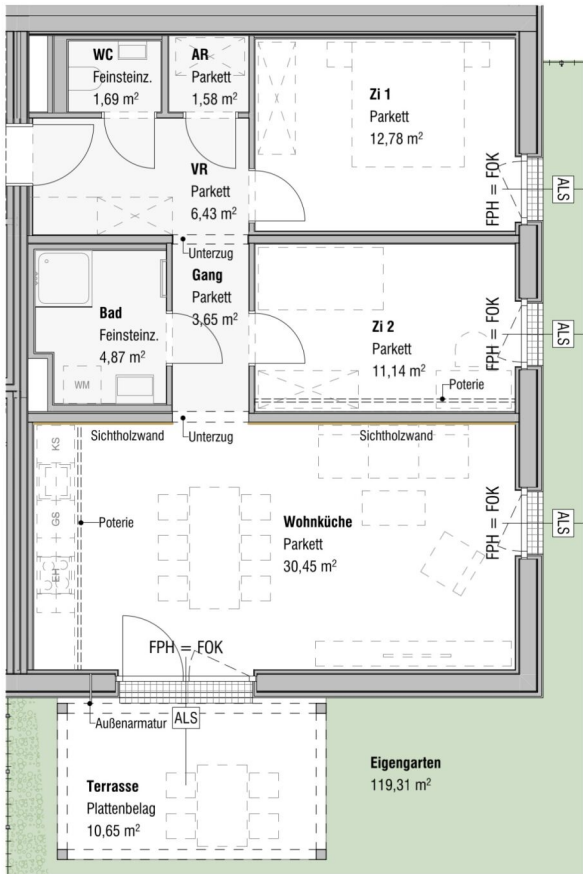 WC
Feinsteinz.
1,69 m²
AR
Parkett
1,58 m²
Zi 1
Parkett
12,78 m²
VR
Parkett
6,43 m²
FPH = FOK
ALS
Unterzug
Gang
Parkett
3,65 m²
Bad
Feinsteinz.
4,87 m²
WM
Zi 2
Parkett
11,14 m²
FPH = FOK
ALS
Poterie
Sichtholzwand
Unterzug
Sichtholzwand
KS
GS
EH
Poterie
Wohnküche
Parkett
30,45 m²
FPH = FOK
ALS
FPH = FOK
Außenarmatur
ALS
Terrasse
Plattenbelag
10,65 m²
Eigengarten
119,31 m²